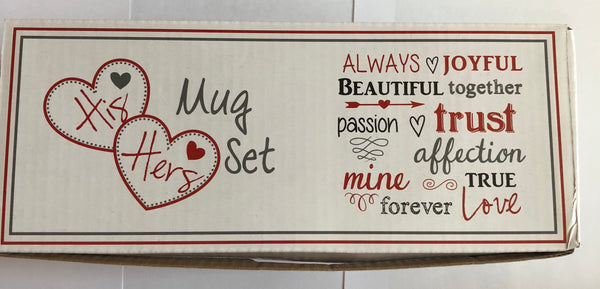 His
Hers
Mug
Set
ALWAYS JOYFUL
BEAUTIFUL together
passion trust
affection
mine TRUE
forever Love